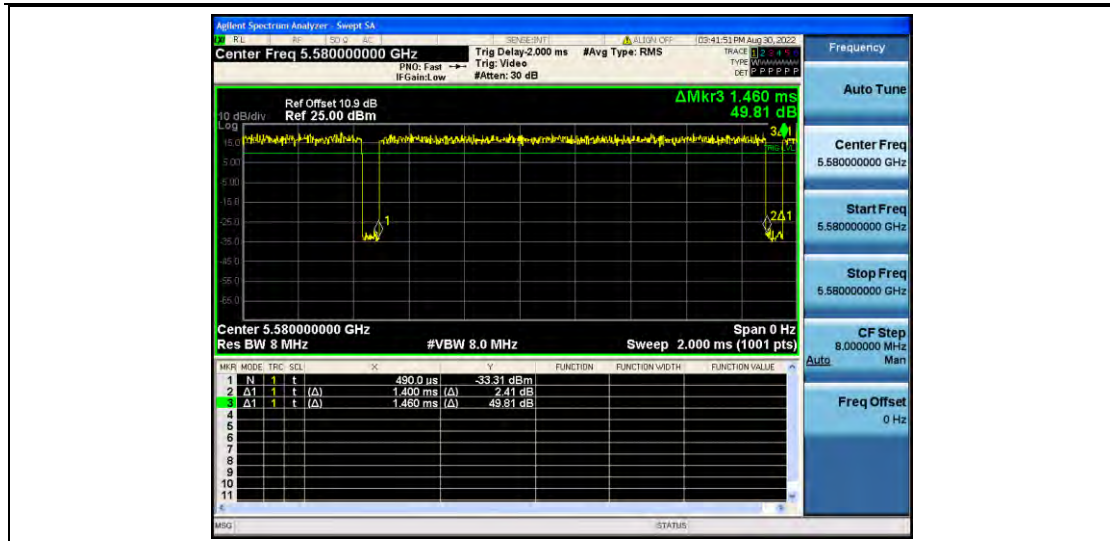 Agilent Spectrum Analyzer - Swept SA
RL RF 50 Ω AC SENSE:INT ALIGN OFF 03:41:51 PM Aug 30, 2022
Center Freq 5.580000000 GHz
Trig Delay-2.000 ms #Avg Type: RMS
TRACE 1 2 3 4 5 6
PNO: Fast Trig: Video
TYPE
IFGain:Low #Atten: 30 dB
DET P P P P P P
Frequency
Auto Tune
ΔMkr3 1.460 ms
49.81 dB
Ref Offset 10.9 dB
10 dB/div Ref 25.00 dBm
Log
3Δ1
15.0
TRIG LVL
5.00
-5.00
-15.0
-25.0
1
2Δ1
-35.0
-45.0
-55.0
-65.0
Center Freq
5.580000000 GHz
Start Freq
5.580000000 GHz
Stop Freq
5.580000000 GHz
Center 5.580000000 GHz Span 0 Hz
Res BW 8 MHz #VBW 8.0 MHz Sweep 2.000 ms (1001 pts)
CF Step
8.000000 MHz
Auto Man
Freq Offset
0 Hz
MKR MODE TRC SCL X Y FUNCTION FUNCTION WIDTH FUNCTION VALUE
1 N 1 t 490.0 µs -33.31 dBm
2 Δ1 1 t (Δ) 1.400 ms (Δ) 2.41 dB
3 Δ1 1 t (Δ) 1.460 ms (Δ) 49.81 dB
4
5
6
7
8
9
10
11
MSG STATUS